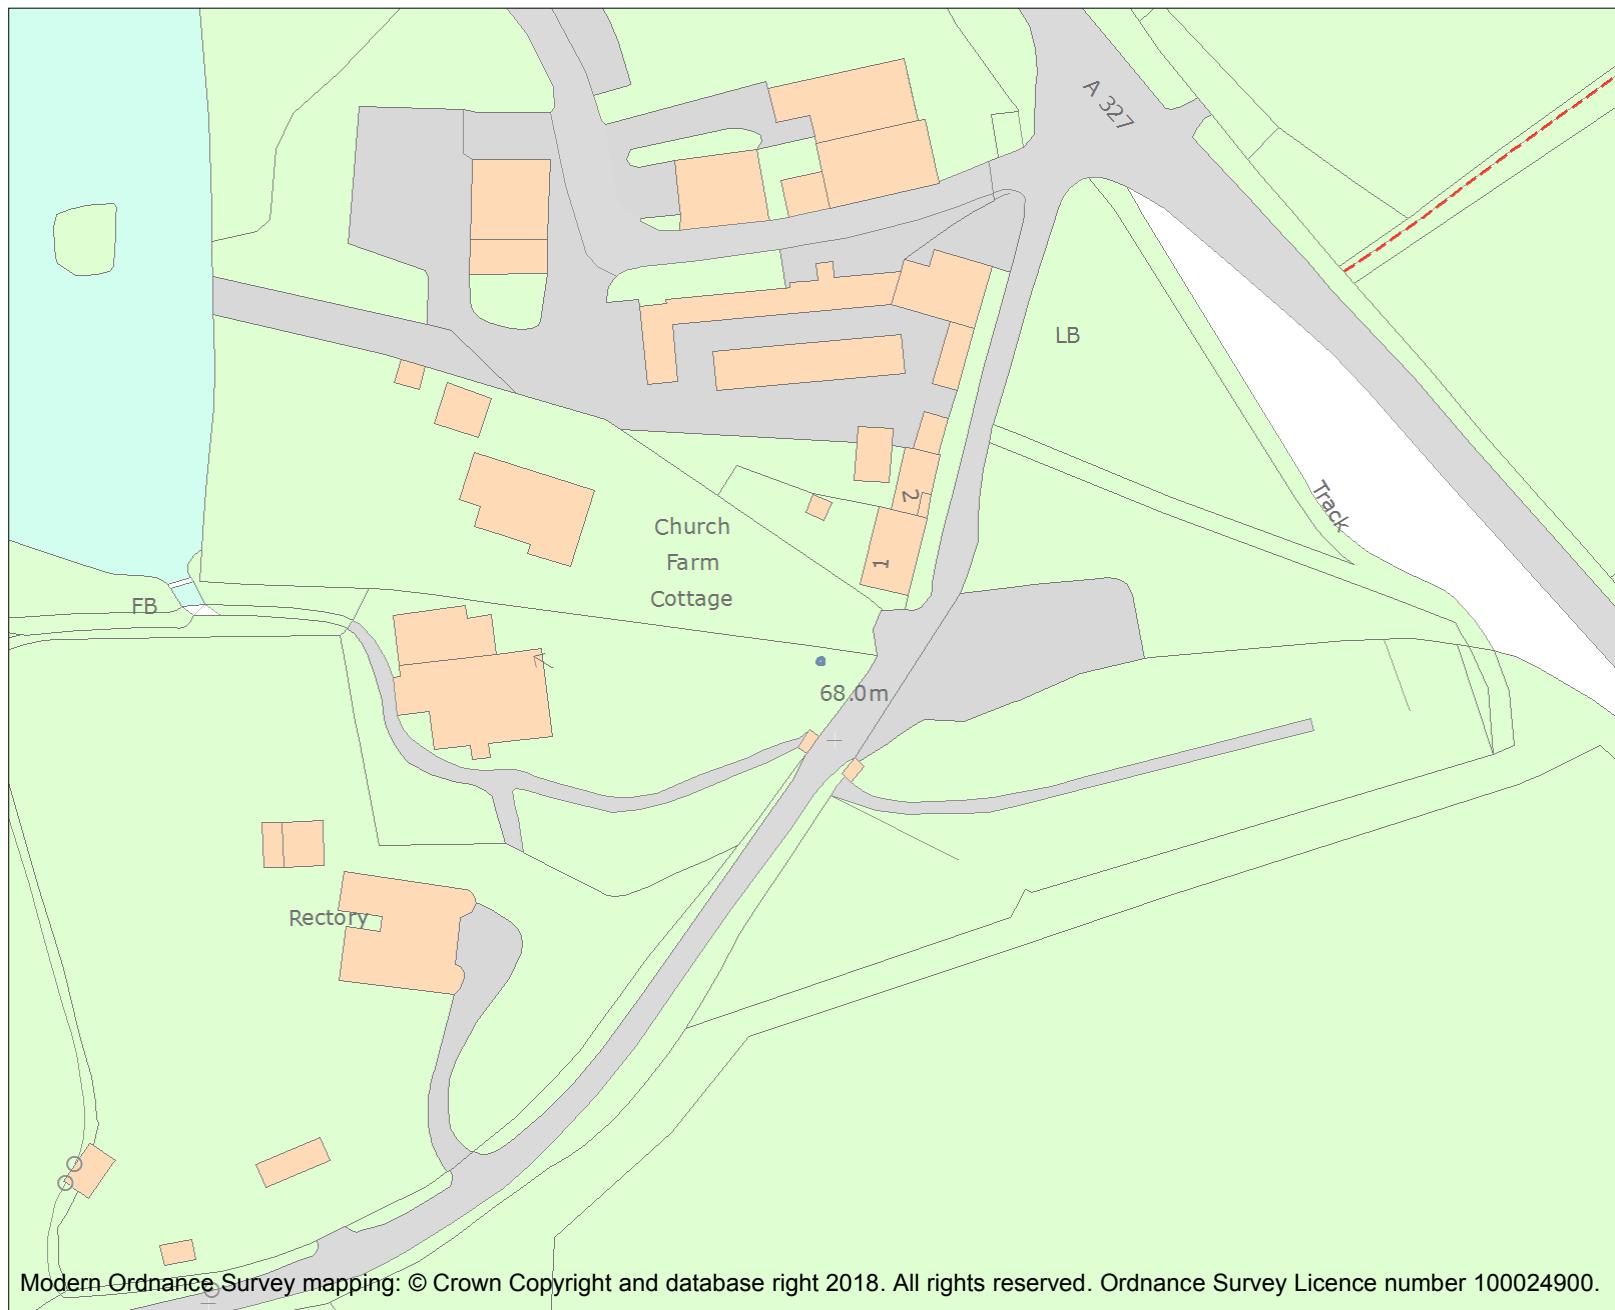 A 327
LB
Track
2
1
Church
Farm
Cottage
FB
68.0m
Rectory
Modern Ordnance Survey mapping: © Crown Copyright and database right 2018. All rights reserved. Ordnance Survey Licence number 100024900.